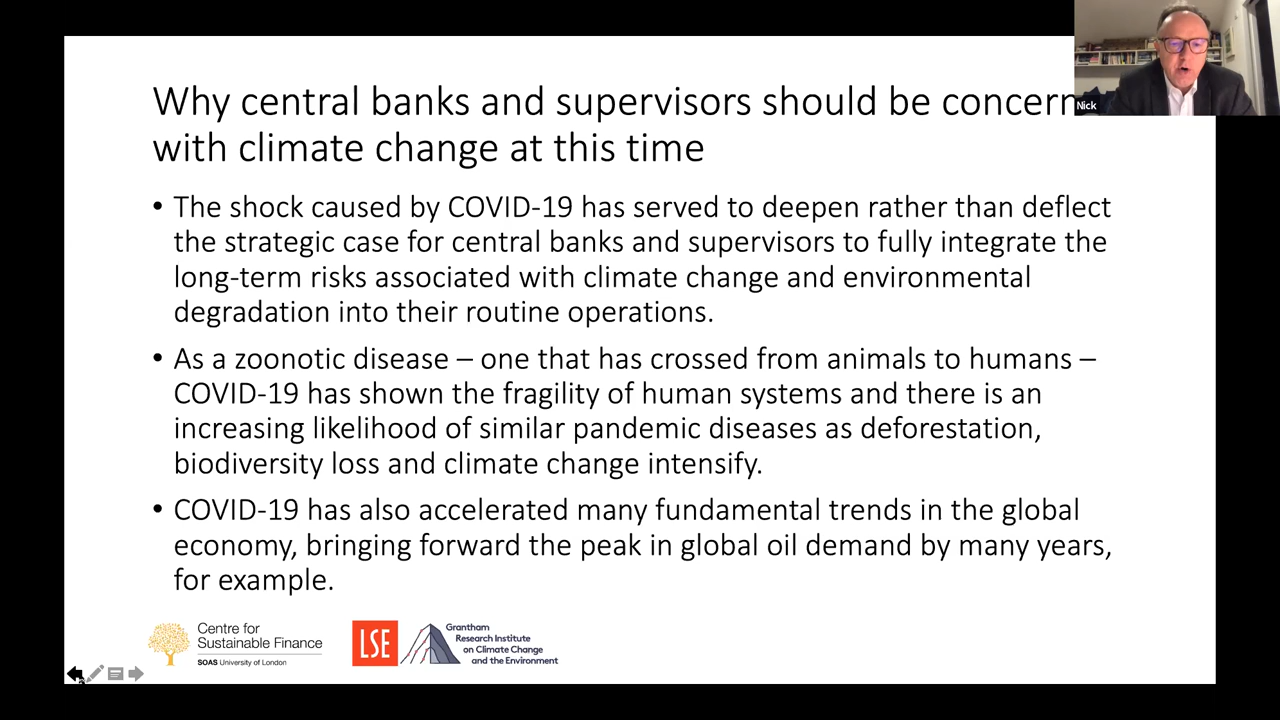 Why central banks and supervisors should be concern
with climate change at this time
Nick
• The shock caused by COVID-19 has served to deepen rather than deflect
the strategic case for central banks and supervisors to fully integrate the
long-term risks associated with climate change and environmental
degradation into their routine operations.
• As a zoonotic disease – one that has crossed from animals to humans –
COVID-19 has shown the fragility of human systems and there is an
increasing likelihood of similar pandemic diseases as deforestation,
biodiversity loss and climate change intensify.
• COVID-19 has also accelerated many fundamental trends in the global
economy, bringing forward the peak in global oil demand by many years,
for example.
Centre for
Sustainable Finance
SOAS University of London
LSE
Grantham
Research Institute
on Climate Change
and the Environment